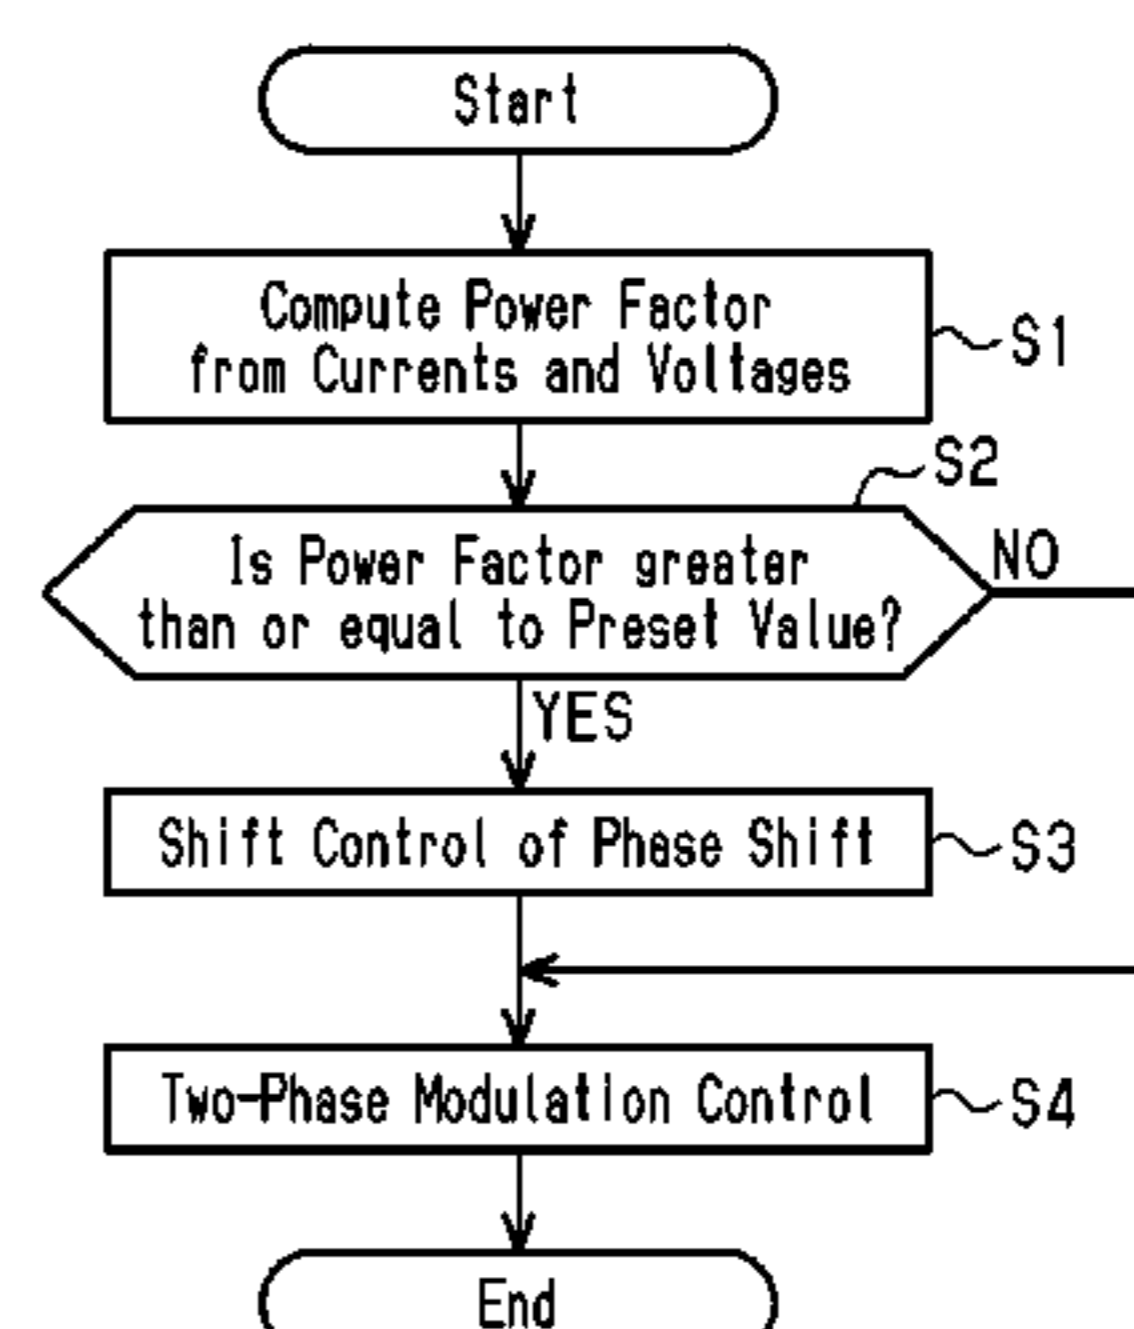 Start
Compute Power Factor
from Currents and Voltages
S1
S2
Is Power Factor greater
than or equal to Preset Value?
NO
YES
Shift Control of Phase Shift
S3
Two-Phase Modulation Control
S4
End